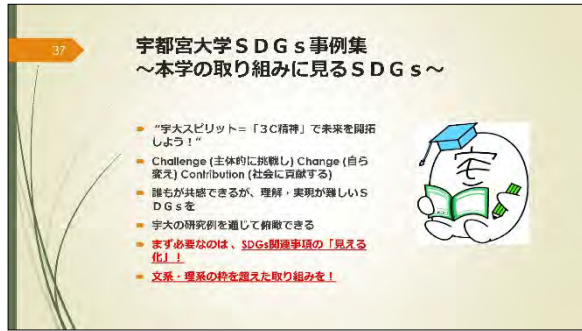 37
宇都宮大学ＳＤＧｓ事例集
～本学の取り組みに見るＳＤＧｓ～
“宇大スピリット＝「３C精神」で未来を開拓
しよう！“
Challenge (主体的に挑戦し) Change (自ら
変え) Contribution (社会に貢献する)
誰もが共感できるが、理解・実現が難しいＳ
ＤＧｓを
宇大の研究例を通じて俯瞰できる
まず必要なのは、SDGs関連事項の「見える
化」！
文系・理系の枠を超えた取り組みを！